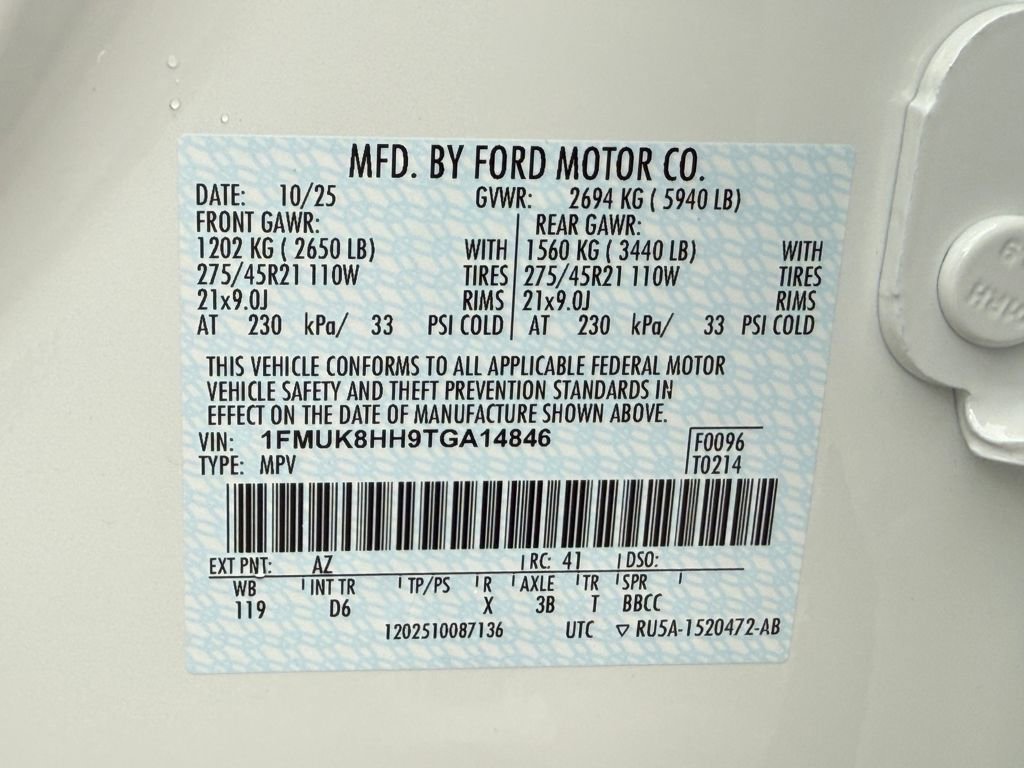 MFD. BY FORD MOTOR CO.
DATE: 10/25 GVWR: 2694 KG ( 5940 LB)
FRONT GAWR: REAR GAWR:
1202 KG ( 2650 LB) WITH 1560 KG ( 3440 LB) WITH
275/45R21 110W TIRES 275/45R21 110W TIRES
21x9.0J RIMS 21x9.0J RIMS
AT 230 kPa/ 33 PSI COLD AT 230 kPa/ 33 PSI COLD
THIS VEHICLE CONFORMS TO ALL APPLICABLE FEDERAL MOTOR
VEHICLE SAFETY AND THEFT PREVENTION STANDARDS IN
EFFECT ON THE DATE OF MANUFACTURE SHOWN ABOVE.
VIN: 1FMUK8HH9TGA14846 F0096
TYPE: MPV T0214
EXT PNT: AZ RC: 41 DSO:
WB INT TR TP/PS R AXLE TR SPR
119 D6 X 3B T BBCC
1202510087136 UTC ▽ RU5A-1520472-AB